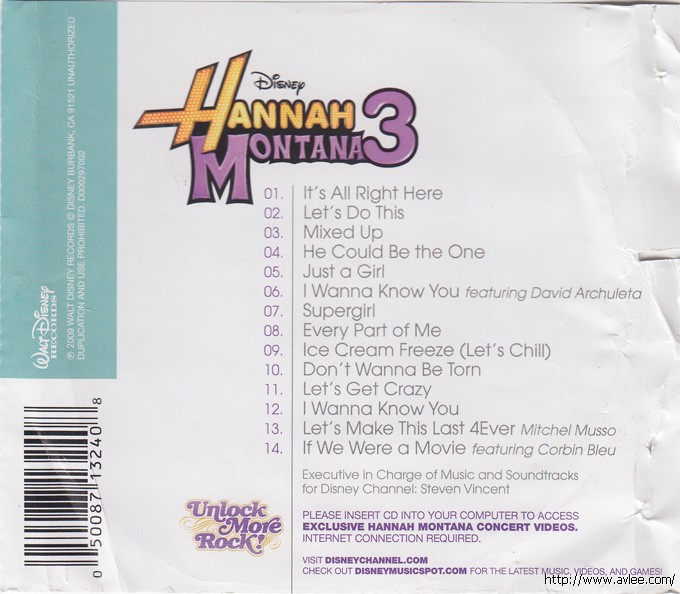 Disney
HANNAH
MONTANA 3
01. It's All Right Here
02. Let's Do This
03. Mixed Up
04. He Could Be the One
05. Just a Girl
06. I Wanna Know You featuring David Archuleta
07. Supergirl
08. Every Part of Me
09. Ice Cream Freeze (Let's Chill)
10. Don't Wanna Be Torn
11. Let's Get Crazy
12. I Wanna Know You
13. Let's Make This Last 4Ever Mitchel Musso
14. If We Were a Movie featuring Corbin Bleu
Executive in Charge of Music and Soundtracks
for Disney Channel: Steven Vincent
Unlock
More
Rock!
PLEASE INSERT CD INTO YOUR COMPUTER TO ACCESS
EXCLUSIVE HANNAH MONTANA CONCERT VIDEOS.
INTERNET CONNECTION REQUIRED.
VISIT DISNEYCHANNEL.COM
CHECK OUT DISNEYMUSICSPOT.COM FOR THE LATEST MUSIC, VIDEOS, AND GAMES!
WALT DISNEY
RECORDS
℗ 2009 WALT DISNEY RECORDS © DISNEY BURBANK, CA 91521 UNAUTHORIZED
DUPLICATION AND USE PROHIBITED. D000297002
0 50087 13240 8
http://www.avlee.com/